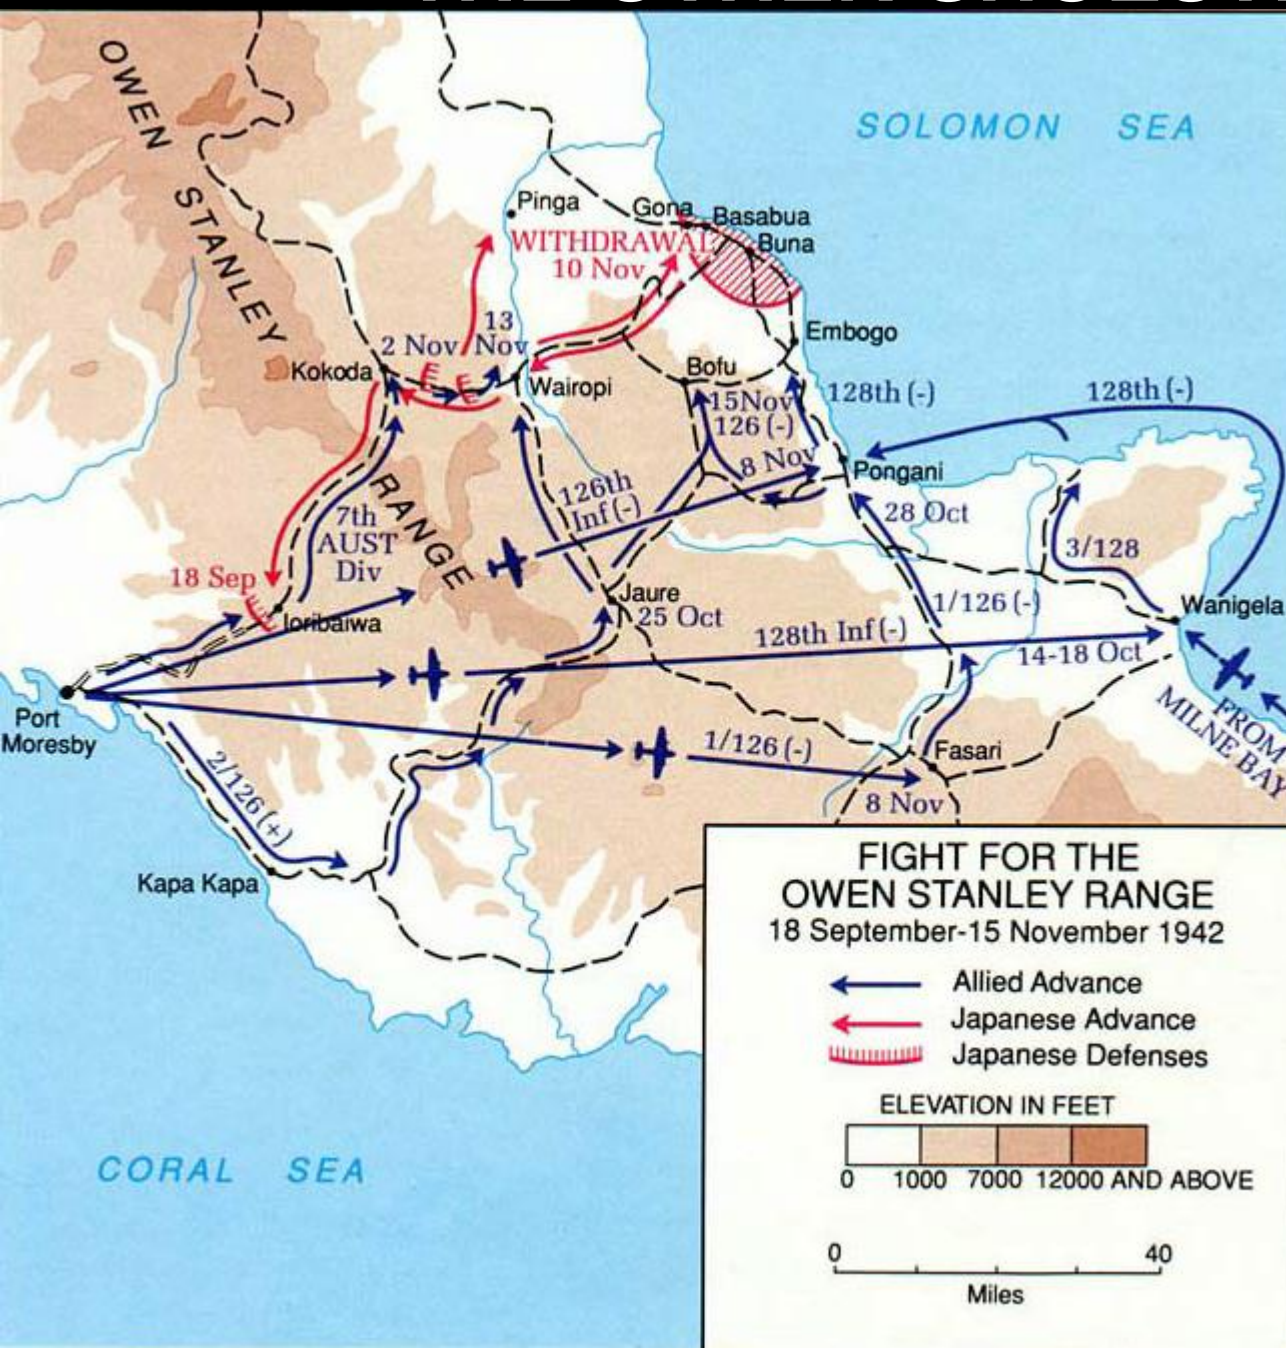 OWEN
STANLEY
RANGE
SOLOMON SEA
Pinga
Gona
Basabua
Buna
WITHDRAWAL
10 Nov
13
Nov
2 Nov
Embogo
Kokoda
Wairopi
Bofu
128th (-)
128th (-)
15 Nov
126 (-)
8 Nov
Pongani
126th
Inf (-)
28 Oct
7th
AUST
Div
3/128
18 Sep
Ioribaiwa
Jaure
25 Oct
1/126 (-)
Wanigela
128th Inf (-)
14-18 Oct
Port
Moresby
FROM
MILNE BAY
1/126 (-)
Fasari
8 Nov
2/126 (+)
Kapa Kapa
CORAL SEA
FIGHT FOR THE
OWEN STANLEY RANGE
18 September-15 November 1942
Allied Advance
Japanese Advance
Japanese Defenses
ELEVATION IN FEET
0 1000 7000 12000 AND ABOVE
0 40
Miles